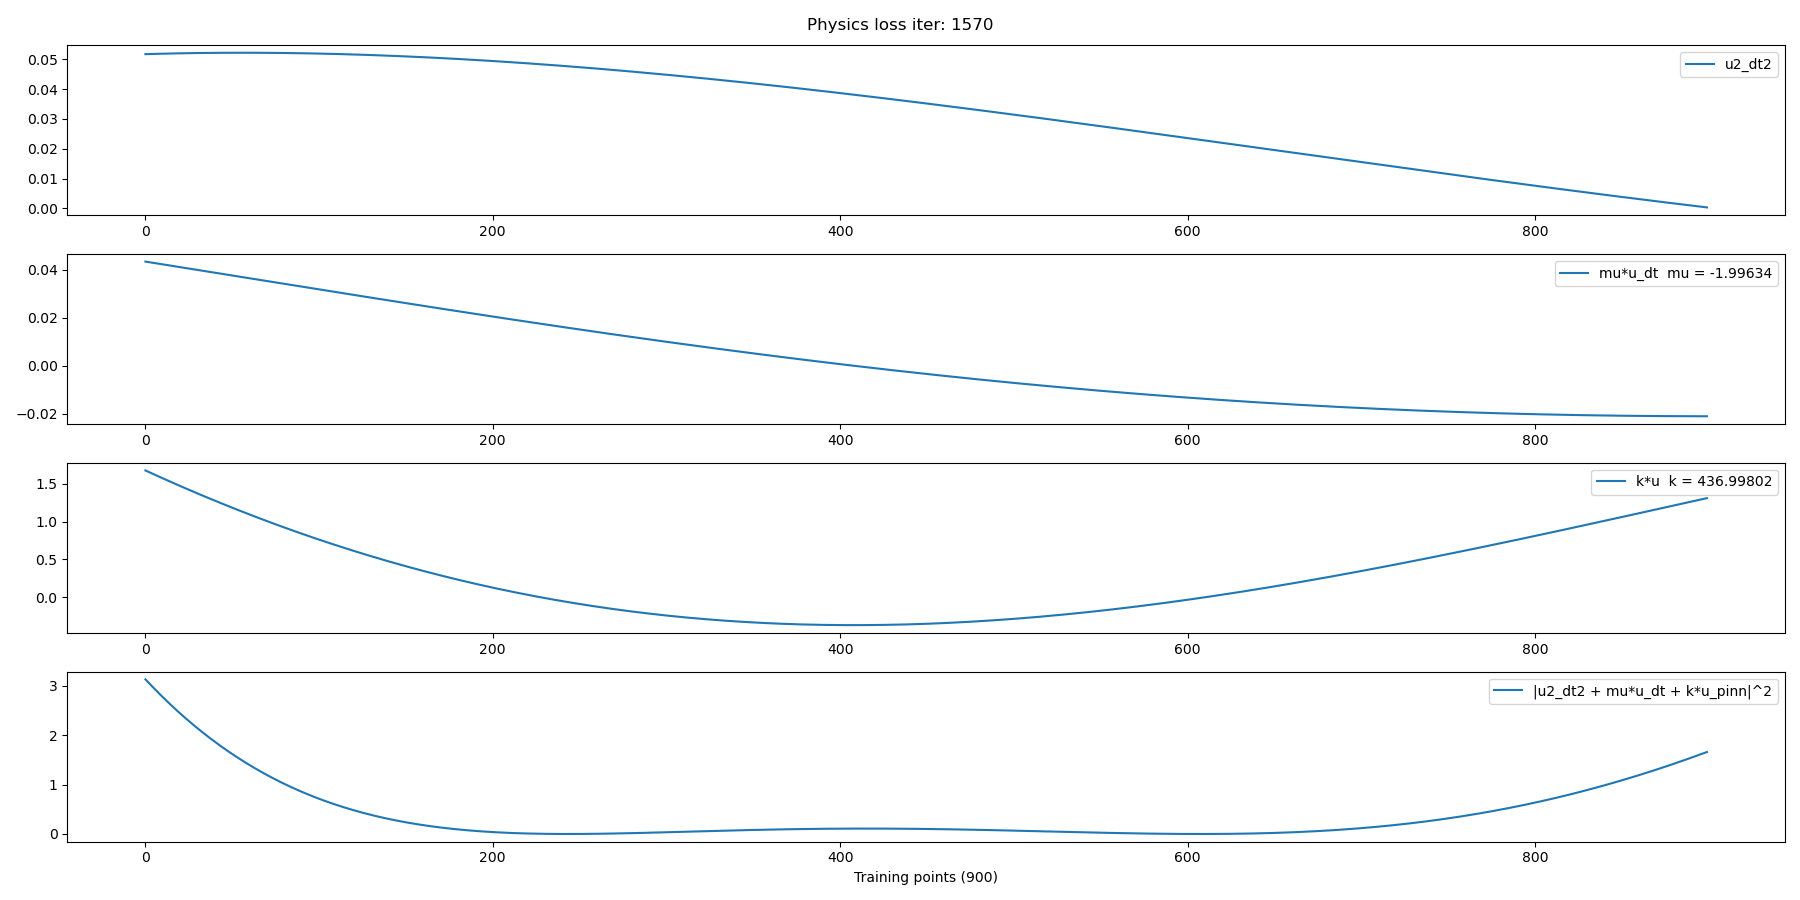 Physics loss iter: 1570
0.05
0.04
0.03
0.02
0.01
0.00
u2_dt2
0 200 400 600 800
0.04
0.02
0.00
−0.02
mu*u_dt  mu = -1.99634
0 200 400 600 800
1.5
1.0
0.5
0.0
k*u  k = 436.99802
0 200 400 600 800
3
2
1
0
|u2_dt2 + mu*u_dt + k*u_pinn|^2
0 200 400 600 800
Training points (900)